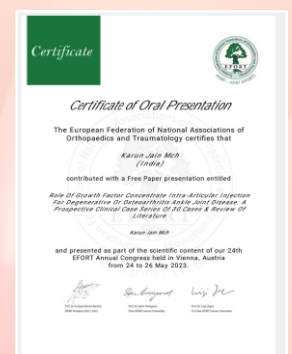 Certificate
EFORT
Certificate of Oral Presentation
The European Federation of National Associations of
Orthopaedics and Traumatology certifies that
Karun Jain Mch
(India)
contributed with a Free Paper presentation entitled
Role Of Growth Factor Concentrate Intra-Articular Injection
For Degenerative Or Osteoarthritis Ankle Joint Disease: A
Prospective Clinical Case Series Of 30 Cases & Review Of
Literature
Karun Jain Mch
and presented as part of the scientific content of our 24th
EFORT Annual Congress held in Vienna, Austria
from 24 to 26 May 2023.